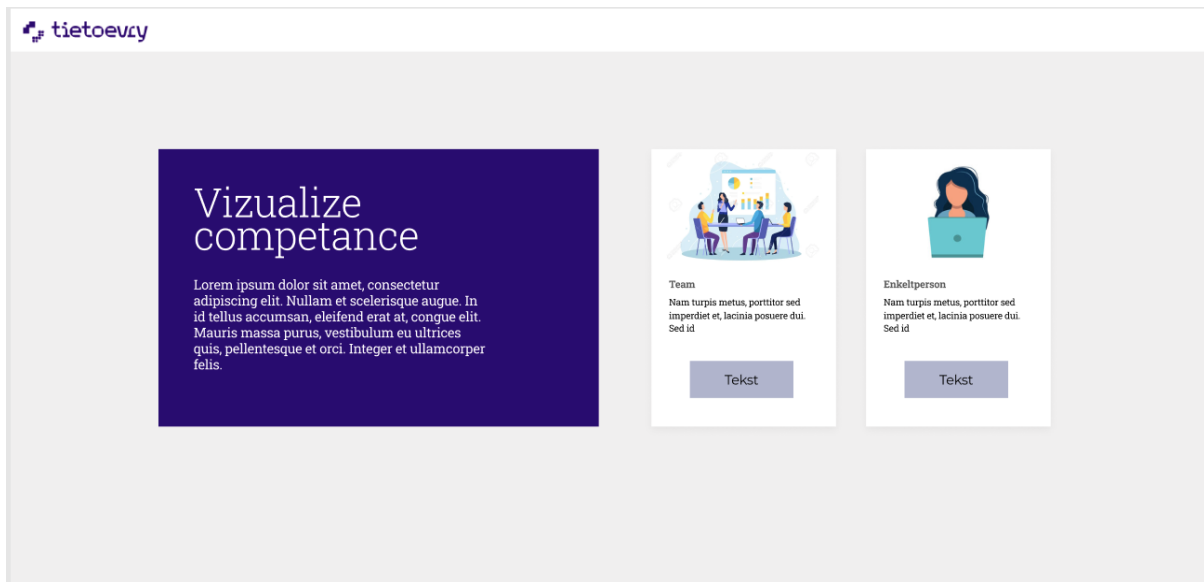 tietoevry
Vizualize
competance
Lorem ipsum dolor sit amet, consectetur
adipiscing elit. Nullam et scelerisque augue. In
id tellus accumsan, eleifend erat at, congue elit.
Mauris massa purus, vestibulum eu ultrices
quis, pellentesque et orci. Integer et ullamcorper
felis.
Team
Nam turpis metus, porttitor sed
imperdiet et, lacinia posuere dui.
Sed id
Tekst
Enkeltperson
Nam turpis metus, porttitor sed
imperdiet et, lacinia posuere dui.
Sed id
Tekst